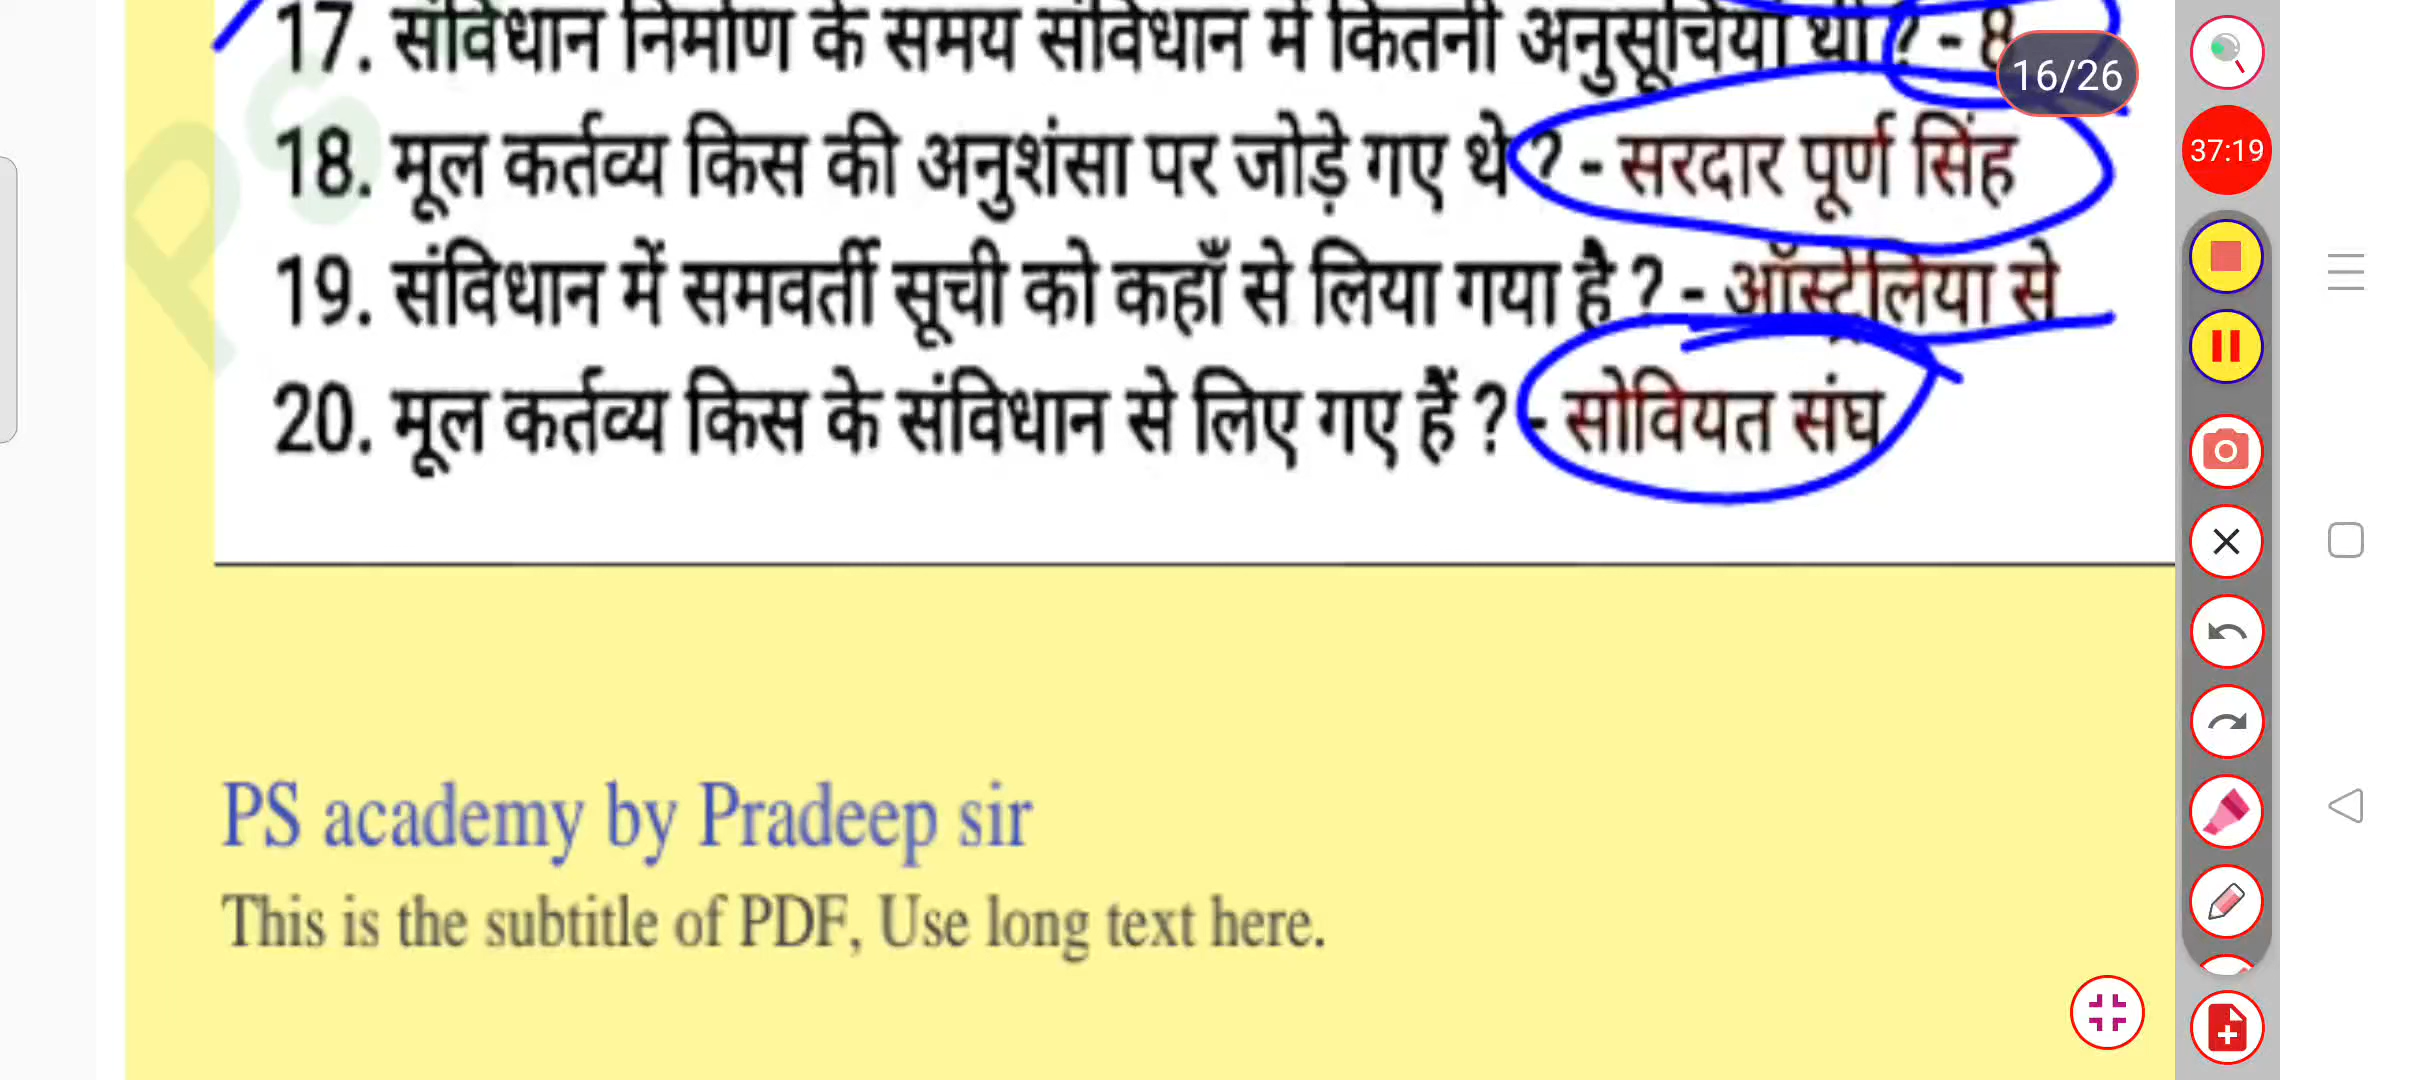 17. संविधान निर्माण के समय संविधान में कितनी अनुसूचियां थी ? - 8
16/26
18. मूल कर्तव्य किस की अनुशंसा पर जोड़े गए थे ? - सरदार पूर्ण सिंह
37:19
19. संविधान में समवर्ती सूची को कहाँ से लिया गया है ? - ऑस्ट्रेलिया से
20. मूल कर्तव्य किस के संविधान से लिए गए हैं ? - सोवियत संघ
PS academy by Pradeep sir
This is the subtitle of PDF, Use long text here.
Ps